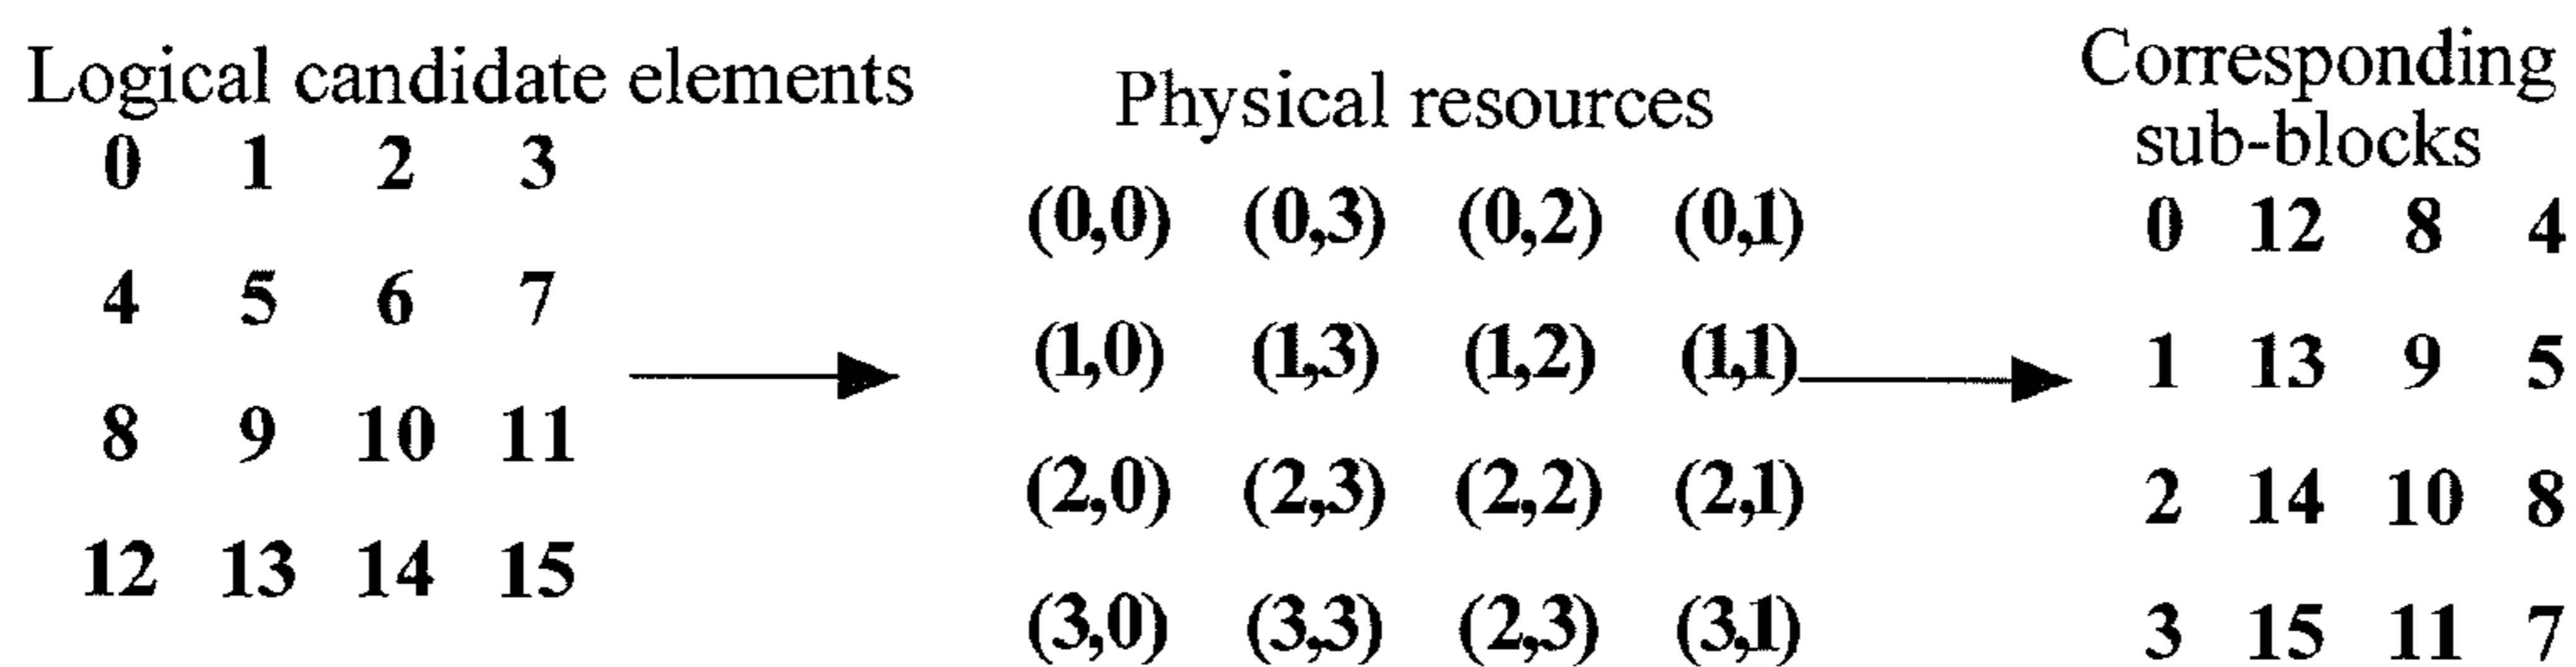 Logical candidate elements
0 1 2 3
4 5 6 7
8 9 10 11
12 13 14 15
Physical resources
(0,0) (0,3) (0,2) (0,1)
(1,0) (1,3) (1,2) (1,1)
(2,0) (2,3) (2,2) (2,1)
(3,0) (3,3) (2,3) (3,1)
Corresponding
sub-blocks
0 12 8 4
1 13 9 5
2 14 10 8
3 15 11 7